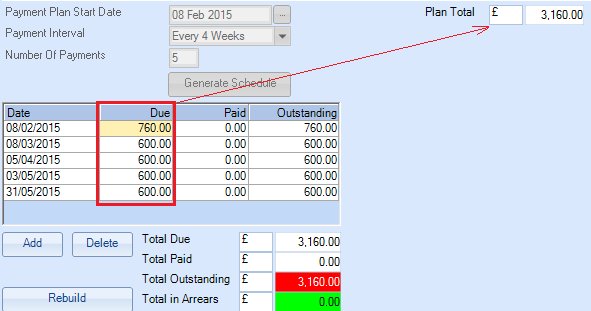 Payment Plan Start Date 08 Feb 2015 ... Plan Total £ 3,160.00
Payment Interval Every 4 Weeks
Number Of Payments 5
Generate Schedule
Date Due Paid Outstanding
08/02/2015 760.00 0.00 760.00
08/03/2015 600.00 0.00 600.00
05/04/2015 600.00 0.00 600.00
03/05/2015 600.00 0.00 600.00
31/05/2015 600.00 0.00 600.00
Add Delete Total Due £ 3,160.00
Total Paid £ 0.00
Total Outstanding £ 3,160.00
Rebuild Total in Arrears £ 0.00